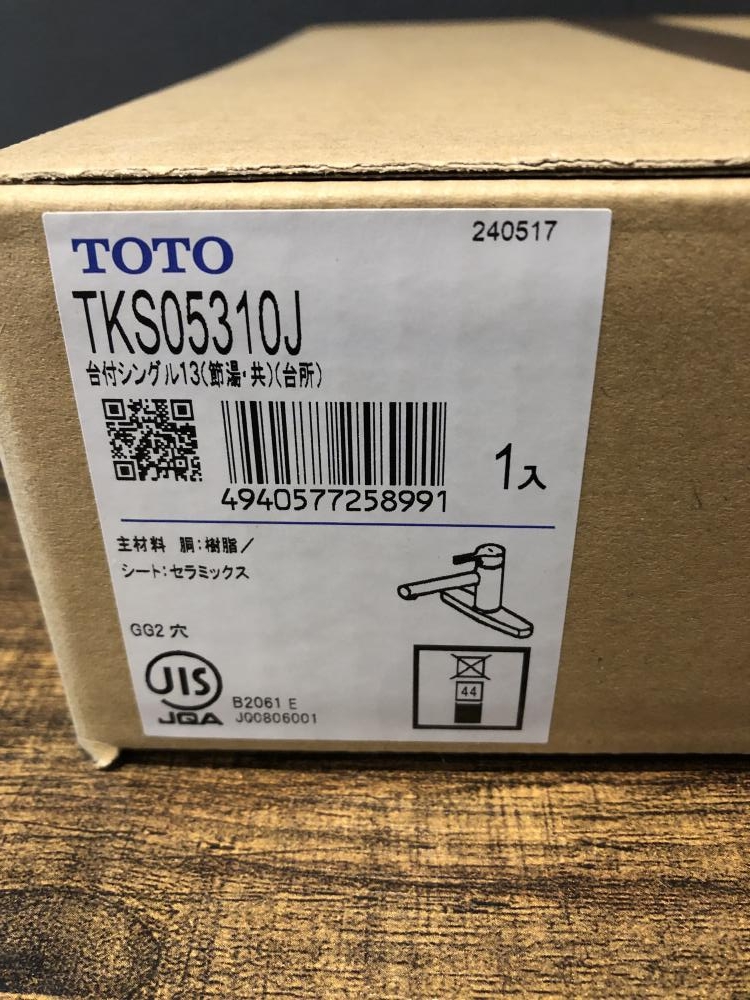 TOTO
240517
TKS05310J
台付シングル13(節湯・共)(台所)
4940577258991
1入
主材料 胴:樹脂/
シート:セラミックス
GG2 穴
JIS
JQA
B2061 E
JQ0806001
44